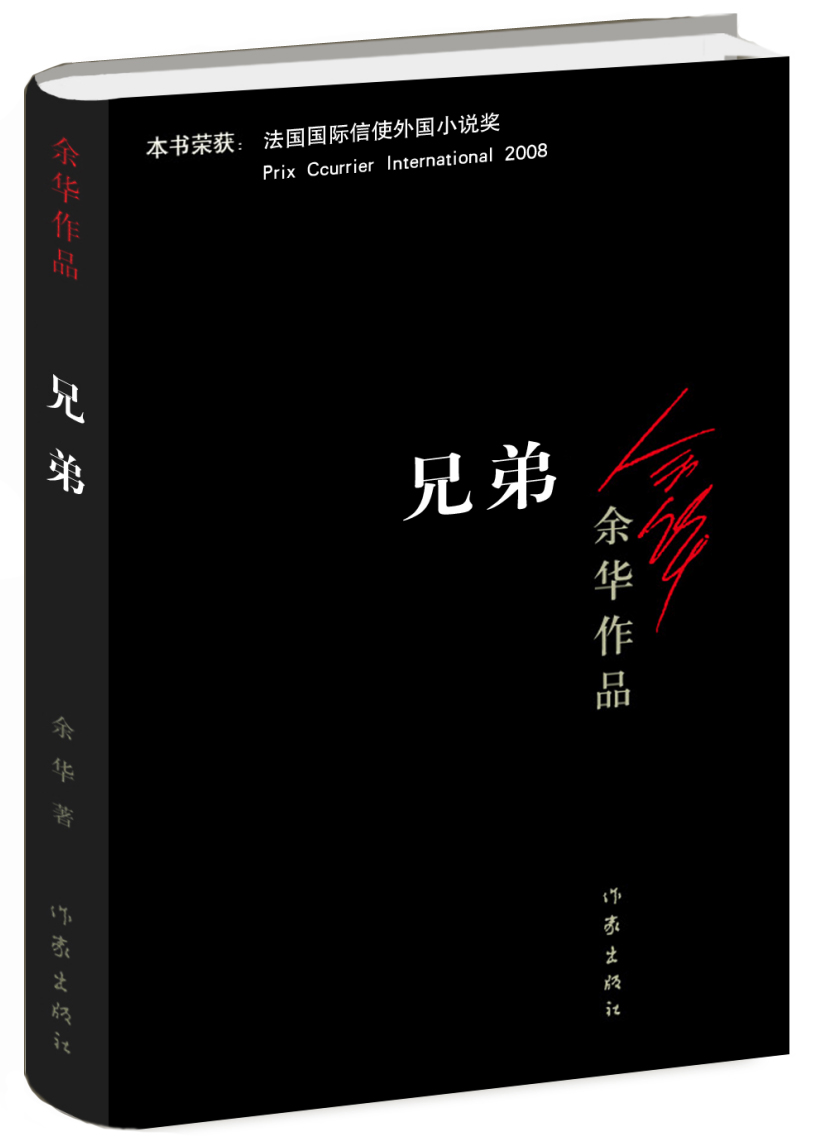 本书荣获：法国国际信使外国小说奖
Prix Ccurrier International 2008
兄弟
余华
余华作品
作家出版社
余华作品
兄弟
余华 著
作家出版社